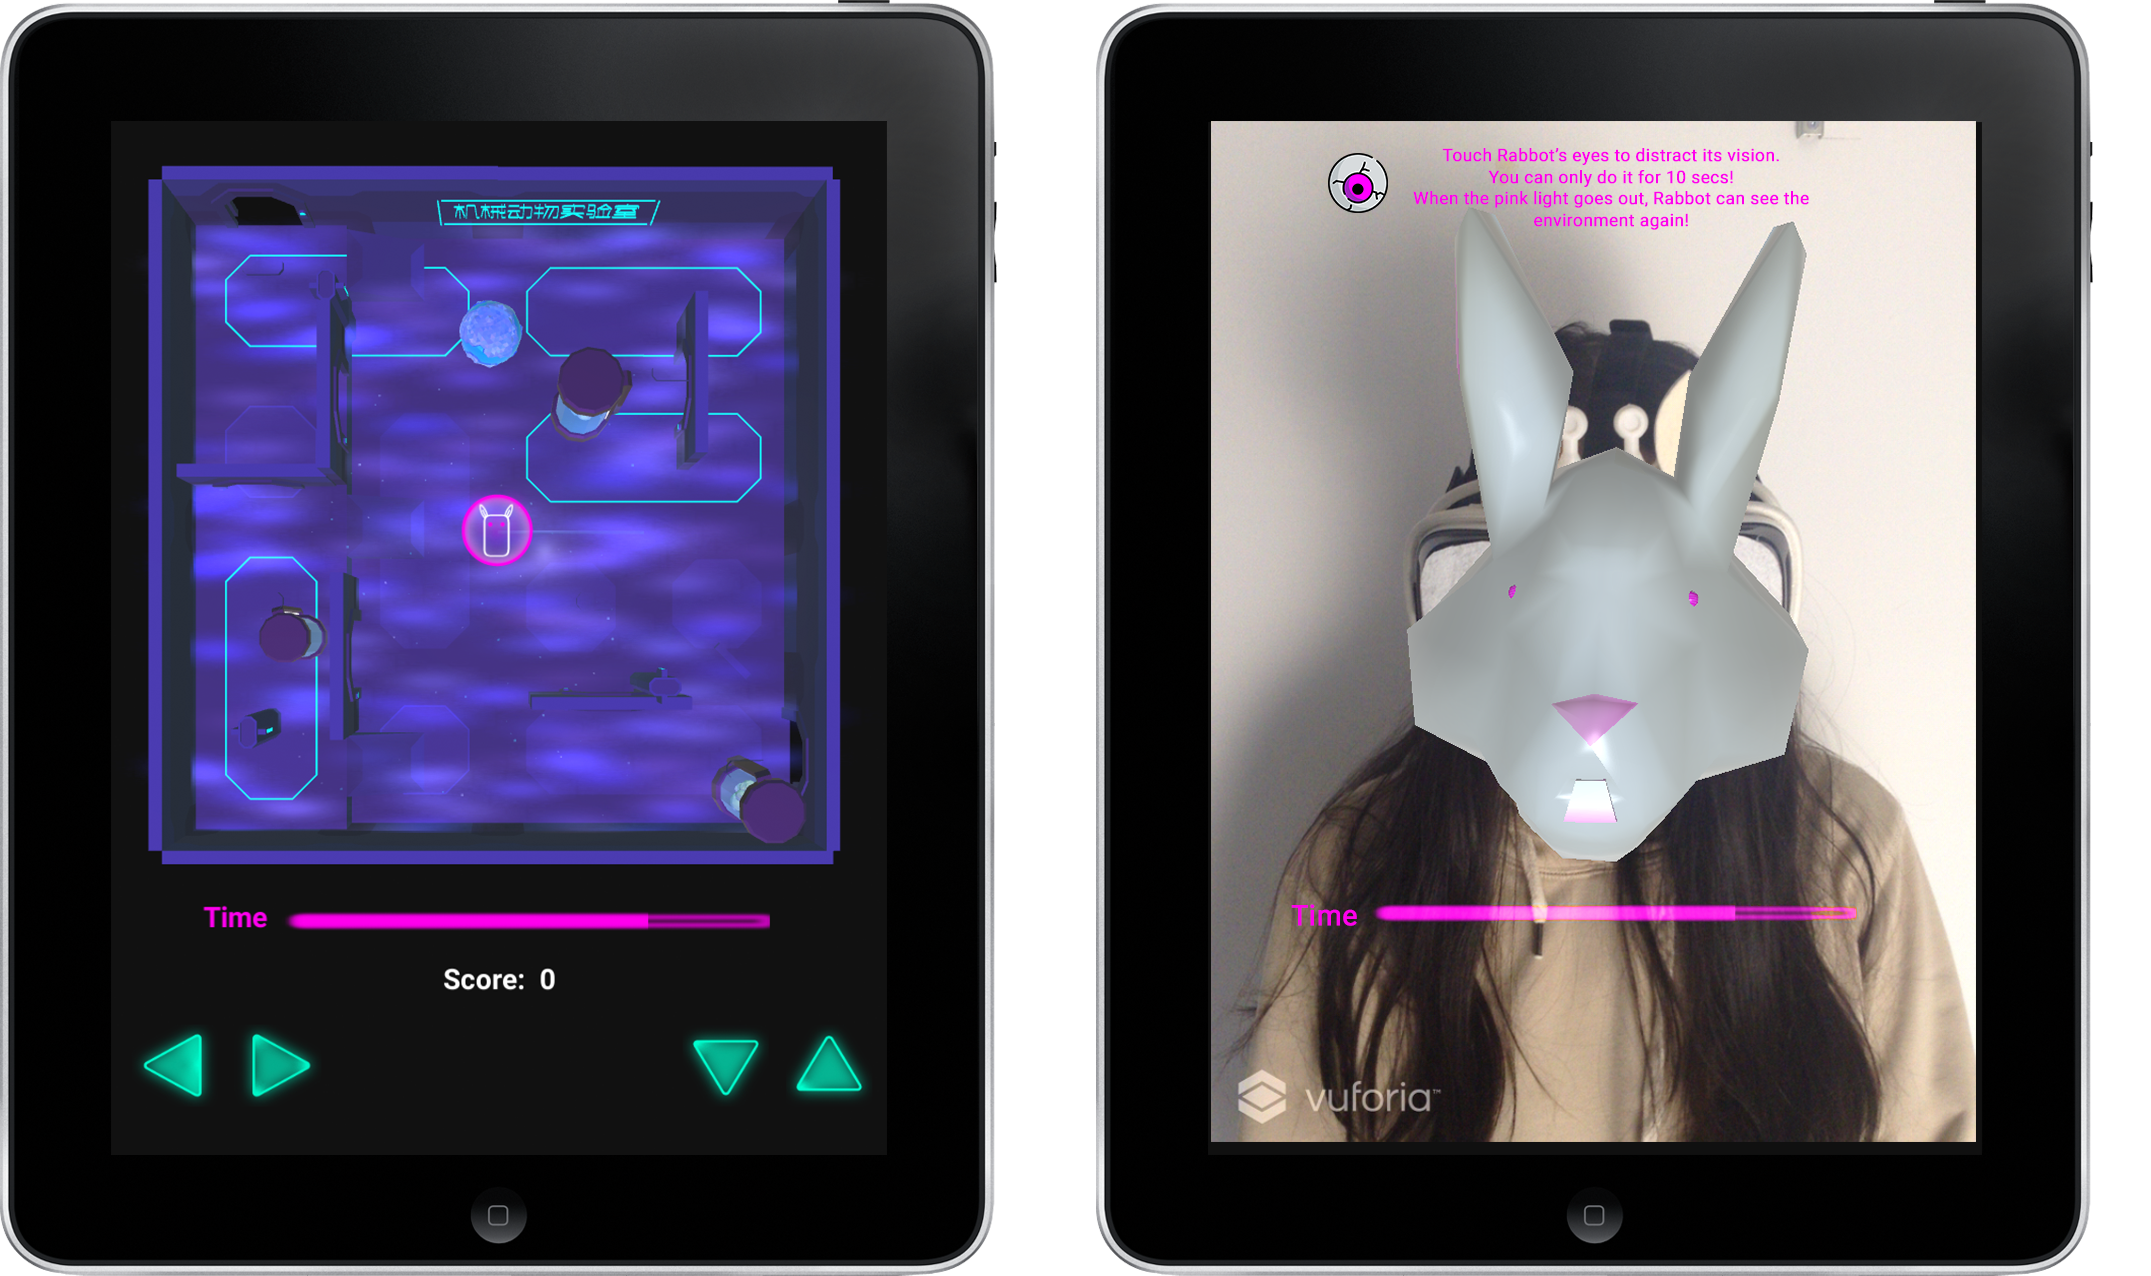 机械动物实验室
Time
Score: 0
Touch Rabbot's eyes to distract its vision.
You can only do it for 10 secs!
When the pink light goes out, Rabbot can see the
environment again!
Time
vuforia™